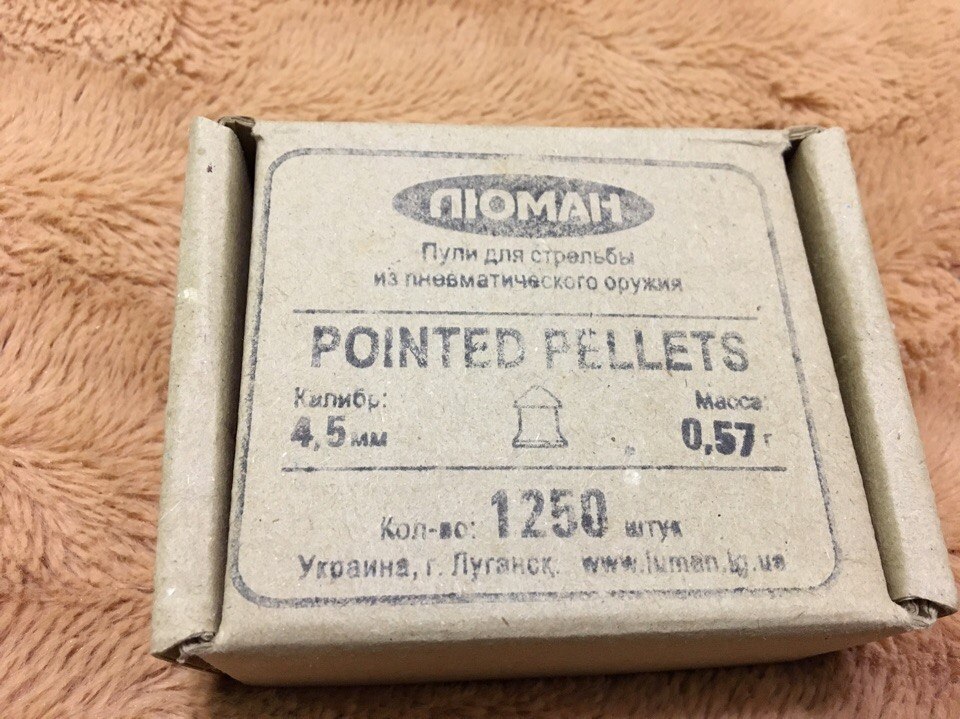 ЛЮМАН
Пули для стрельбы
из пневматического оружия
POINTED PELLETS
Калибр: Масса:
4,5 мм 0,57 г
Кол-во: 1250 штук
Украина, г. Луганск, www.luman.lg.ua